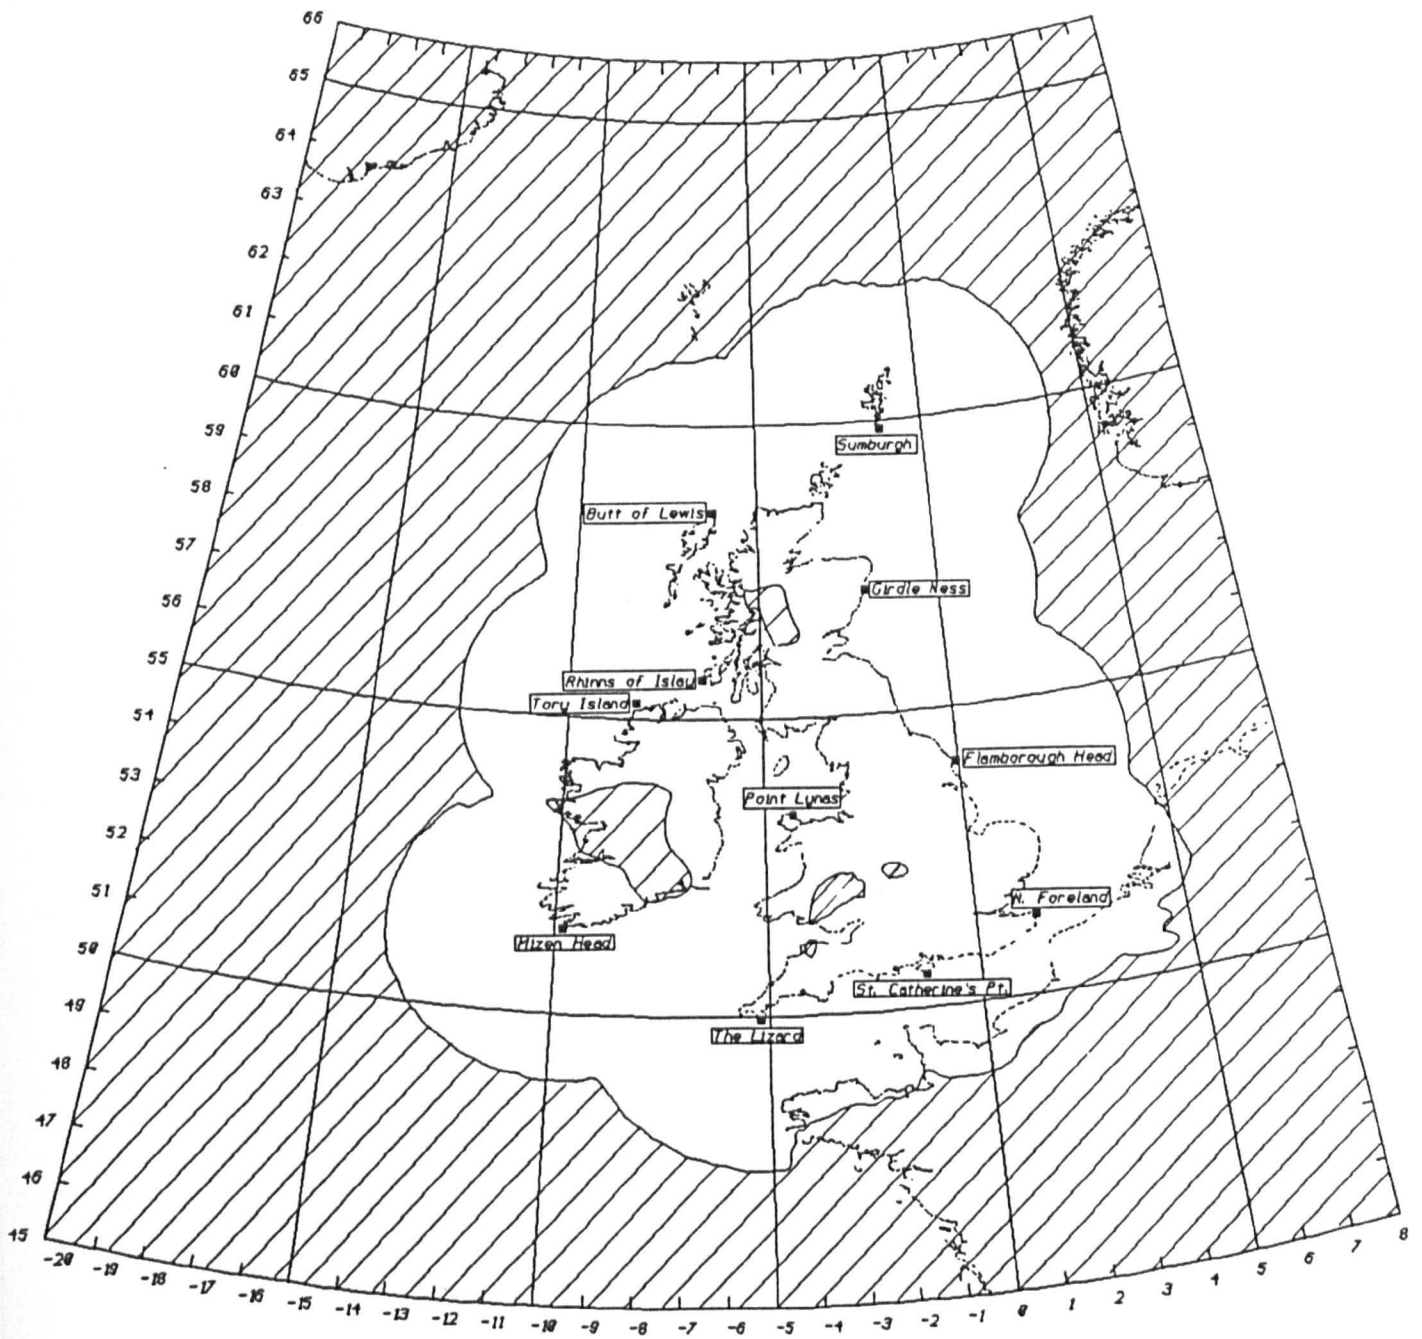 66
65
64
63
62
61
60
59
58
57
56
55
54
53
52
51
50
49
48
47
46
45
Sumburgh
Butt of Lewis
Girdle Ness
Rhinns of Islay
Tory Island
Flamborough Head
Point Lynas
N. Foreland
Mizen Head
St. Catherine's Pt.
The Lizard
-20 -19 -18 -17 -16 -15 -14 -13 -12 -11 -10 -9 -8 -7 -6 -5 -4 -3 -2 -1 0 1 2 3 4 5 6 7 8